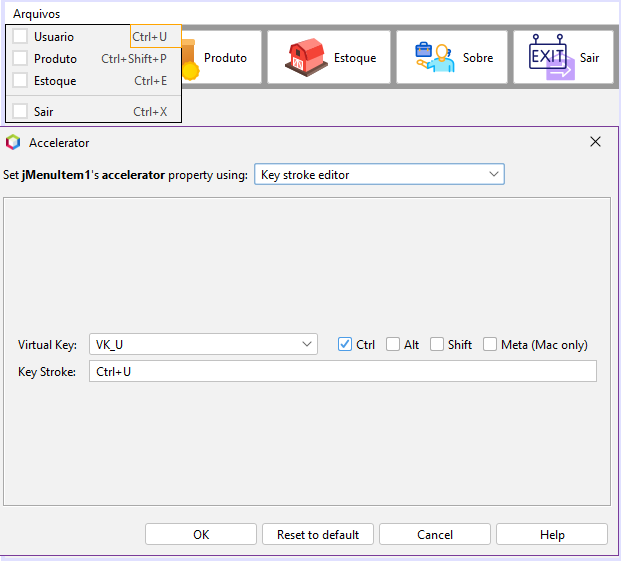 Arquivos
Usuario Ctrl+U
Produto Ctrl+Shift+P
Estoque Ctrl+E
Sair Ctrl+X
Produto Estoque Sobre EXIT Sair
Accelerator
Set jMenuItem1's accelerator property using: Key stroke editor
Virtual Key: VK_U Ctrl Alt Shift Meta (Mac only)
Key Stroke: Ctrl+U
OK Reset to default Cancel Help